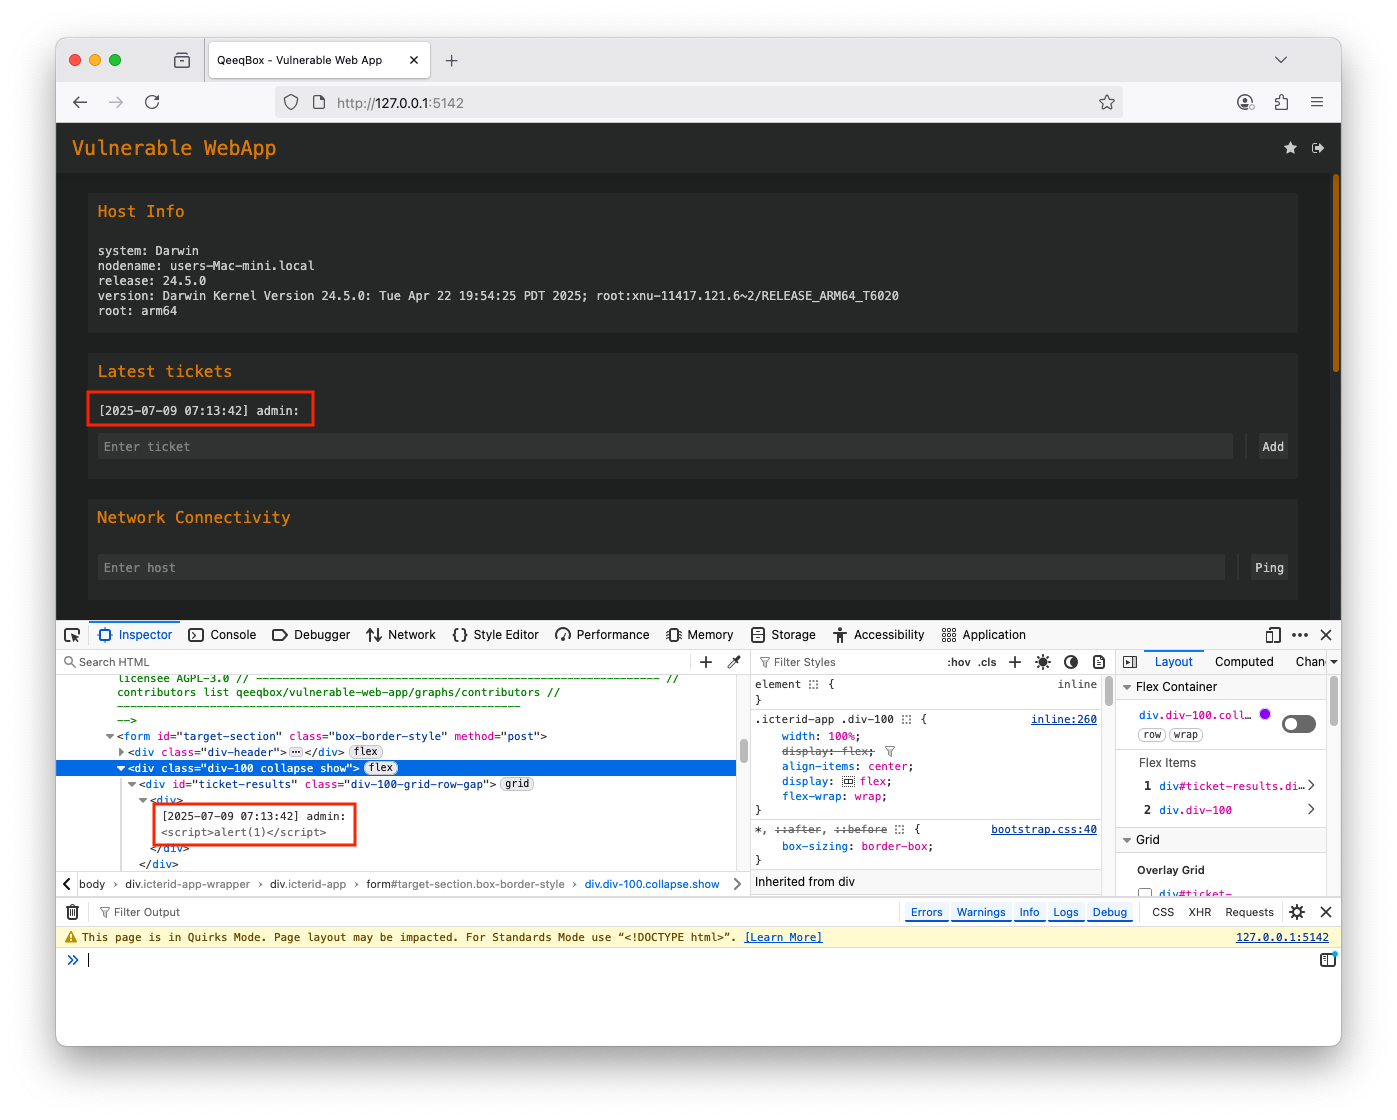 QeeqBox - Vulnerable Web App
http://127.0.0.1:5142
Vulnerable WebApp
Host Info
system: Darwin
nodename: users-Mac-mini.local
release: 24.5.0
version: Darwin Kernel Version 24.5.0: Tue Apr 22 19:54:25 PDT 2025; root:xnu-11417.121.6~2/RELEASE_ARM64_T6020
root: arm64
Latest tickets
[2025-07-09 07:13:42] admin:
Enter ticket
Add
Network Connectivity
Enter host
Ping
Inspector Console Debugger Network Style Editor Performance Memory Storage Accessibility Application
Search HTML
licensee AGPL-3.0 // --------------------------------------------------------- //
contributors list qeeqbox/vulnerable-web-app/graphs/contributors //
---------------------------------------------------------
-->
<form id="target-section" class="box-border-style" method="post">
<div class="div-header"> ••• </div> flex
<div class="div-100 collapse show"> flex
<div id="ticket-results" class="div-100-grid-row-gap"> grid
<div>
[2025-07-09 07:13:42] admin:
<script>alert(1)</script>
</div>
</div>
body › div.icterid-app-wrapper › div.icterid-app › form#target-section.box-border-style › div.div-100.collapse.show
Filter Styles :hov .cls
element { inline
}
.icterid-app .div-100 { inline:260
width: 100%;
display: flex;
align-items: center;
display: flex;
flex-wrap: wrap;
}
*, ::after, ::before { bootstrap.css:40
box-sizing: border-box;
}
Inherited from div
Layout Computed Chan
Flex Container
div.div-100.coll...
row wrap
Flex Items
1 div#ticket-results.di...
2 div.div-100
Grid
Overlay Grid
div#ticket-
Filter Output
Errors Warnings Info Logs Debug CSS XHR Requests
This page is in Quirks Mode. Page layout may be impacted. For Standards Mode use “<!DOCTYPE html>”. [Learn More] 127.0.0.1:5142